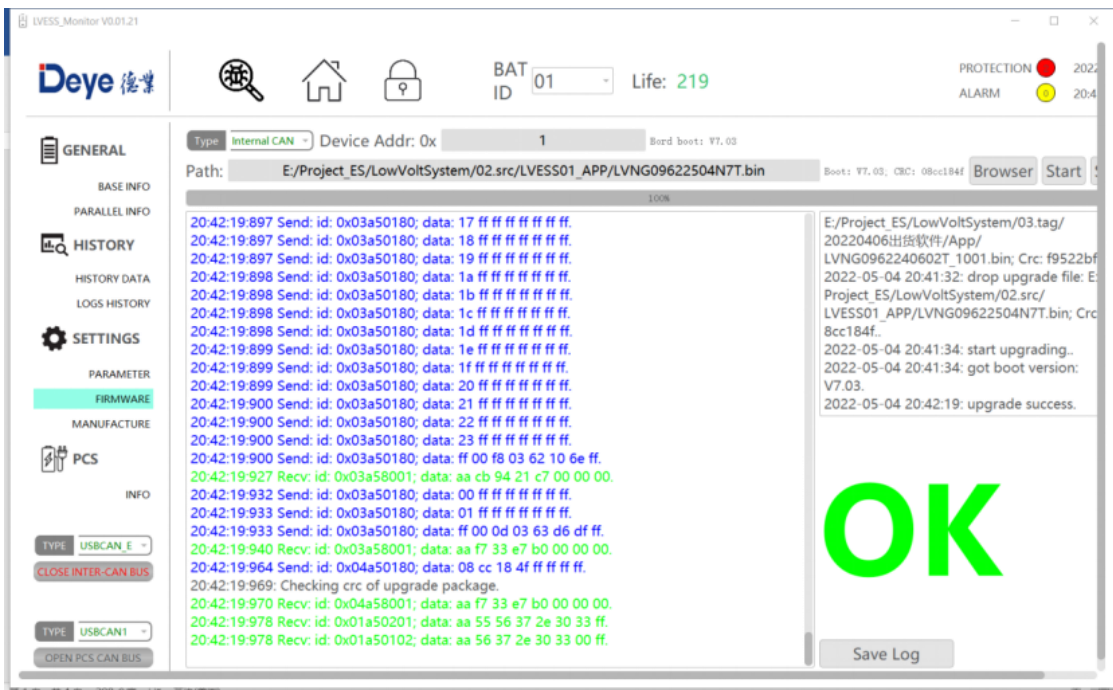 LVESS_Monitor V0.01.21
Deye 德業
BAT ID 01
Life: 219
PROTECTION 2022
ALARM 0 20:4
GENERAL
BASE INFO
PARALLEL INFO
HISTORY
HISTORY DATA
LOGS HISTORY
SETTINGS
PARAMETER
FIRMWARE
MANUFACTURE
PCS
INFO
TYPE USBCAN_E
CLOSE INTER-CAN BUS
TYPE USBCAN1
OPEN PCS CAN BUS
Type Internal CAN Device Addr: 0x 1 Bord boot: V7.03
Path: E:/Project_ES/LowVoltSystem/02.src/LVESS01_APP/LVNG09622504N7T.bin Boot: V7.03; CRC: 08cc184f Browser Start S
100%
20:42:19:897 Send: id: 0x03a50180; data: 17 ff ff ff ff ff ff ff.
20:42:19:897 Send: id: 0x03a50180; data: 18 ff ff ff ff ff ff ff.
20:42:19:897 Send: id: 0x03a50180; data: 19 ff ff ff ff ff ff ff.
20:42:19:898 Send: id: 0x03a50180; data: 1a ff ff ff ff ff ff ff.
20:42:19:898 Send: id: 0x03a50180; data: 1b ff ff ff ff ff ff ff.
20:42:19:898 Send: id: 0x03a50180; data: 1c ff ff ff ff ff ff ff.
20:42:19:898 Send: id: 0x03a50180; data: 1d ff ff ff ff ff ff ff.
20:42:19:899 Send: id: 0x03a50180; data: 1e ff ff ff ff ff ff ff.
20:42:19:899 Send: id: 0x03a50180; data: 1f ff ff ff ff ff ff ff.
20:42:19:899 Send: id: 0x03a50180; data: 20 ff ff ff ff ff ff ff.
20:42:19:900 Send: id: 0x03a50180; data: 21 ff ff ff ff ff ff ff.
20:42:19:900 Send: id: 0x03a50180; data: 22 ff ff ff ff ff ff ff.
20:42:19:900 Send: id: 0x03a50180; data: 23 ff ff ff ff ff ff ff.
20:42:19:900 Send: id: 0x03a50180; data: ff 00 f8 03 62 10 6e ff.
20:42:19:927 Recv: id: 0x03a58001; data: aa cb 94 21 c7 00 00 00.
20:42:19:932 Send: id: 0x03a50180; data: 00 ff ff ff ff ff ff ff.
20:42:19:933 Send: id: 0x03a50180; data: 01 ff ff ff ff ff ff ff.
20:42:19:933 Send: id: 0x03a50180; data: ff 00 0d 03 63 d6 df ff.
20:42:19:940 Recv: id: 0x03a58001; data: aa f7 33 e7 b0 00 00 00.
20:42:19:964 Send: id: 0x04a50180; data: 08 cc 18 4f ff ff ff ff.
20:42:19:969: Checking crc of upgrade package.
20:42:19:970 Recv: id: 0x04a58001; data: aa f7 33 e7 b0 00 00 00.
20:42:19:978 Recv: id: 0x01a50201; data: aa 55 56 37 2e 30 33 ff.
20:42:19:978 Recv: id: 0x01a50102; data: aa 56 37 2e 30 33 00 ff.
E:/Project_ES/LowVoltSystem/03.tag/
20220406出货软件/App/
LVNG0962240602T_1001.bin; Crc: f9522bf
2022-05-04 20:41:32: drop upgrade file: E:
Project_ES/LowVoltSystem/02.src/
LVESS01_APP/LVNG09622504N7T.bin; Crc
8cc184f..
2022-05-04 20:41:34: start upgrading..
2022-05-04 20:41:34: got boot version:
V7.03.
2022-05-04 20:42:19: upgrade success.
OK
Save Log